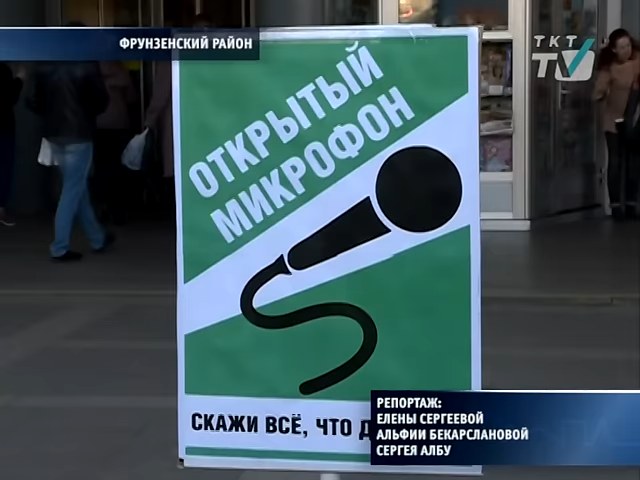 ФРУНЗЕНСКИЙ РАЙОН
ТКТ
TV
ОТКРЫТЫЙ
МИКРОФОН
СКАЖИ ВСЁ, ЧТО
РЕПОРТАЖ:
ЕЛЕНЫ СЕРГЕЕВОЙ
АЛЬФИИ БЕКАРСЛАНОВОЙ
СЕРГЕЯ АЛБУ